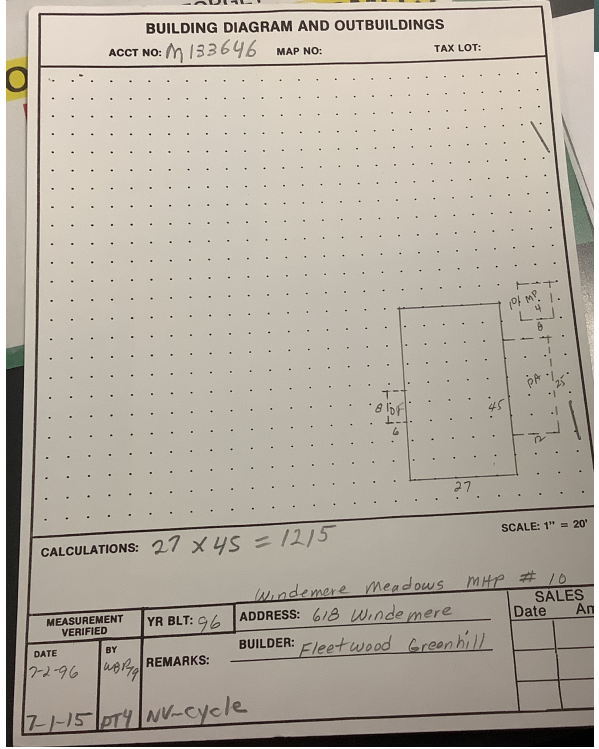 BUILDING DIAGRAM AND OUTBUILDINGS
ACCT NO: M133646 MAP NO: TAX LOT:
MP
4
8
PA
25
12
45
8 DF
6
27
SCALE: 1" = 20'
CALCULATIONS: 27 x 45 = 1215
Windemere Meadows MHP # 10
MEASUREMENT VERIFIED
YR BLT: 96
ADDRESS: 618 Windemere
SALES
Date
DATE
7-2-96
BY
REMARKS:
BUILDER: Fleetwood Greenhill
7-1-15 PT4 NV-cycle